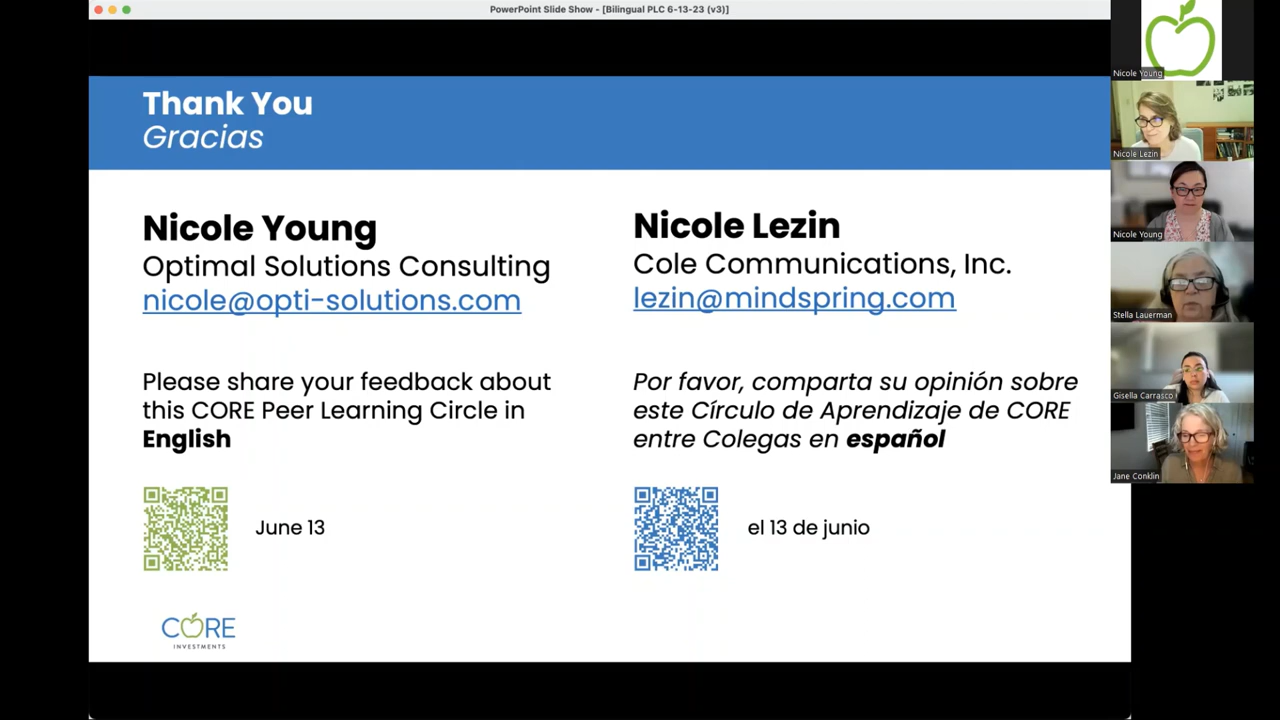 PowerPoint Slide Show - [Bilingual PLC 6-13-23 (v3)]
Thank You
Gracias
Nicole Young
Optimal Solutions Consulting
nicole@opti-solutions.com
Please share your feedback about
this CORE Peer Learning Circle in
English
June 13
Nicole Lezin
Cole Communications, Inc.
lezin@mindspring.com
Por favor, comparta su opinión sobre
este Círculo de Aprendizaje de CORE
entre Colegas en español
el 13 de junio
CORE
INVESTMENTS
Nicole Young
Nicole Lezin
Nicole Young
Stella Lauerman
Gisella Carrasco
Jane Conklin